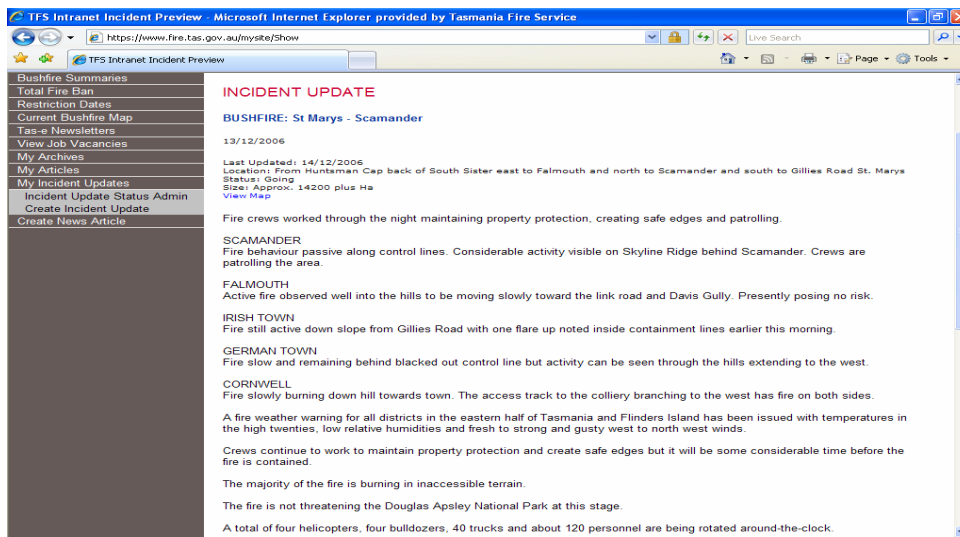 TFS Intranet Incident Preview - Microsoft Internet Explorer provided by Tasmania Fire Service
https://www.fire.tas.gov.au/mysite/Show
Live Search
TFS Intranet Incident Preview
Page
Tools
Bushfire Summaries
Total Fire Ban
Restriction Dates
Current Bushfire Map
Tas-e Newsletters
View Job Vacancies
My Archives
My Articles
My Incident Updates
Incident Update Status Admin
Create Incident Update
Create News Article
INCIDENT UPDATE
BUSHFIRE: St Marys - Scamander
13/12/2006
Last Updated: 14/12/2006
Location: From Huntsman Cap back of South Sister east to Falmouth and north to Scamander and south to Gillies Road St. Marys
Status: Going
Size: Approx. 14200 plus Ha
View Map
Fire crews worked through the night maintaining property protection, creating safe edges and patrolling.
SCAMANDER
Fire behaviour passive along control lines. Considerable activity visible on Skyline Ridge behind Scamander. Crews are
patrolling the area.
FALMOUTH
Active fire observed well into the hills to be moving slowly toward the link road and Davis Gully. Presently posing no risk.
IRISH TOWN
Fire still active down slope from Gillies Road with one flare up noted inside containment lines earlier this morning.
GERMAN TOWN
Fire slow and remaining behind blacked out control line but activity can be seen through the hills extending to the west.
CORNWELL
Fire slowly burning down hill towards town. The access track to the colliery branching to the west has fire on both sides.
A fire weather warning for all districts in the eastern half of Tasmania and Flinders Island has been issued with temperatures in
the high twenties, low relative humidities and fresh to strong and gusty west to north west winds.
Crews continue to work to maintain property protection and create safe edges but it will be some considerable time before the
fire is contained.
The majority of the fire is burning in inaccessible terrain.
The fire is not threatening the Douglas Apsley National Park at this stage.
A total of four helicopters, four bulldozers, 40 trucks and about 120 personnel are being rotated around-the-clock.